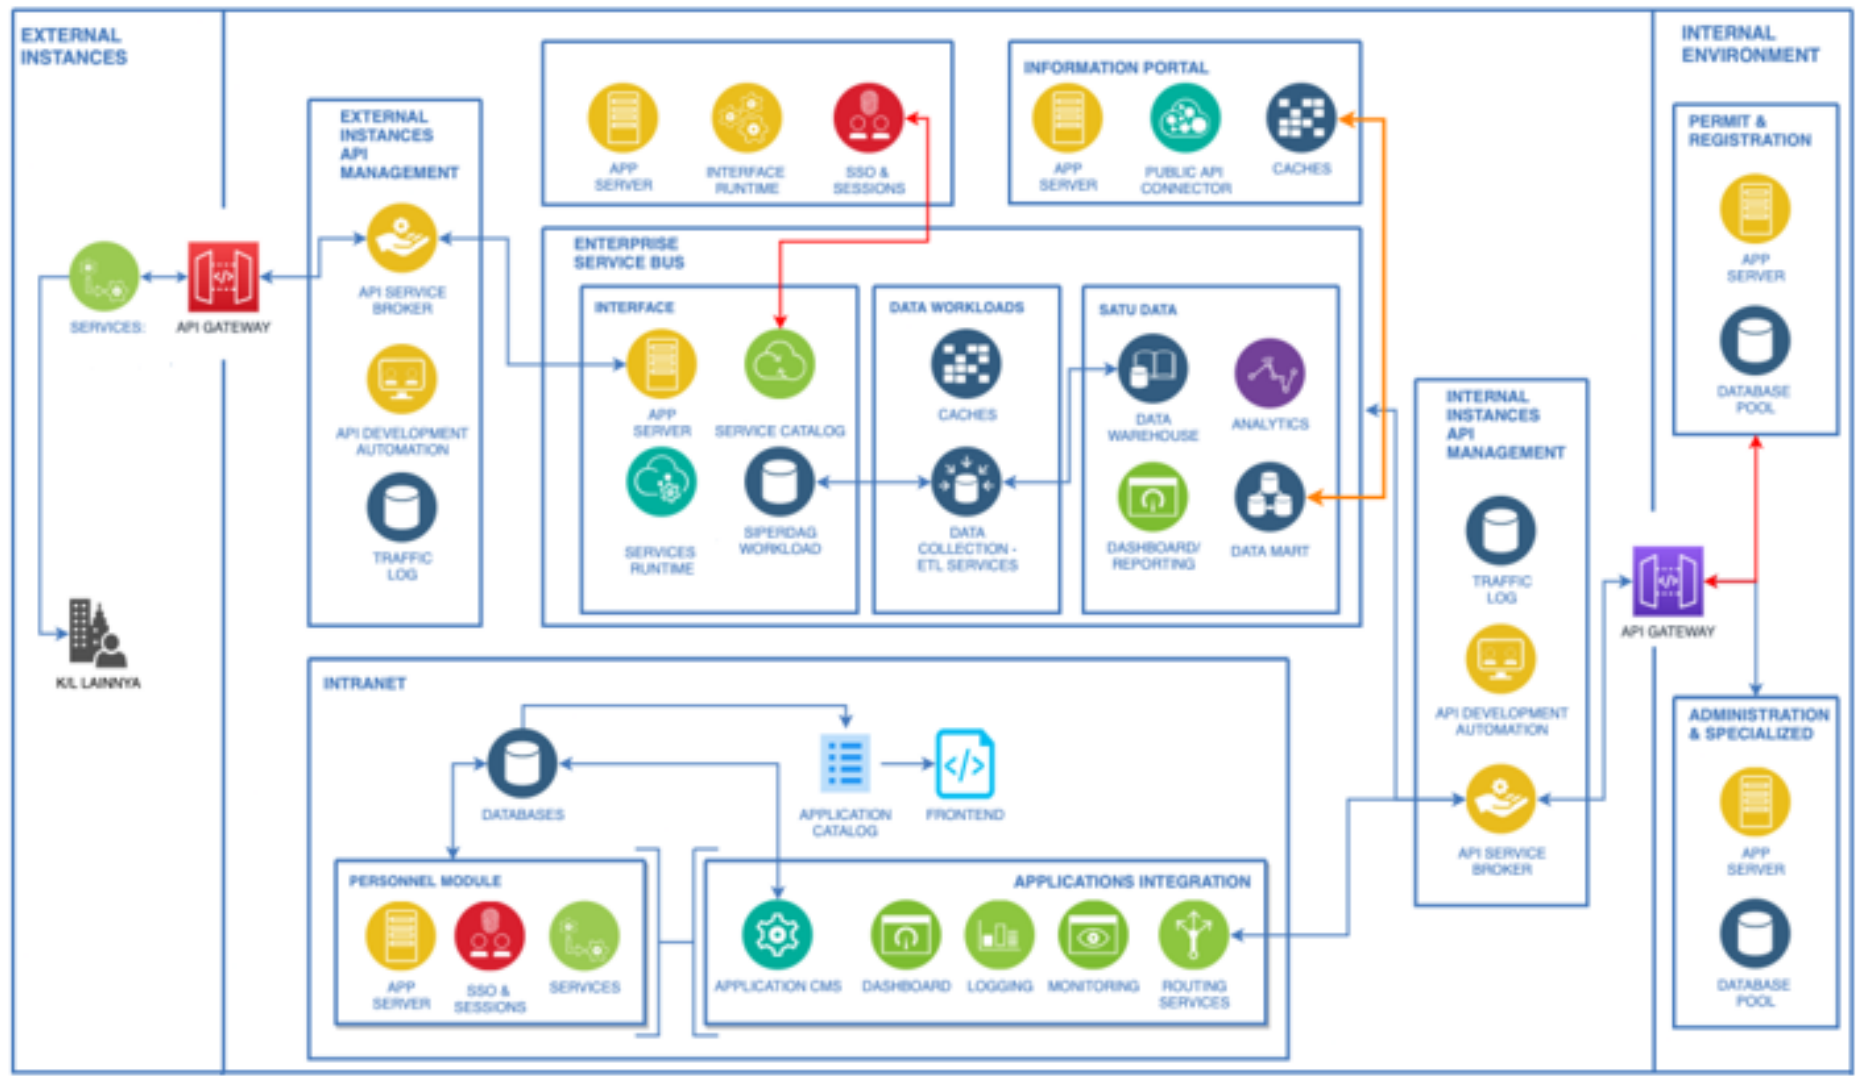 EXTERNAL
INSTANCES
SERVICES:
API GATEWAY
K/L LAINNYA
EXTERNAL
INSTANCES
API
MANAGEMENT
API SERVICE
BROKER
API DEVELOPMENT
AUTOMATION
TRAFFIC
LOG
APP
SERVER
INTERFACE
RUNTIME
SSO &
SESSIONS
INFORMATION PORTAL
APP
SERVER
PUBLIC API
CONNECTOR
CACHES
ENTERPRISE
SERVICE BUS
INTERFACE
APP
SERVER
SERVICE CATALOG
SERVICES
RUNTIME
SIPERDAG
WORKLOAD
DATA WORKLOADS
CACHES
DATA
COLLECTION -
ETL SERVICES
SATU DATA
DATA
WAREHOUSE
ANALYTICS
DASHBOARD/
REPORTING
DATA MART
INTRANET
DATABASES
APPLICATION
CATALOG
</>
FRONTEND
PERSONNEL MODULE
APP
SERVER
SSO &
SESSIONS
SERVICES
APPLICATIONS INTEGRATION
APPLICATION CMS
DASHBOARD
LOGGING
MONITORING
ROUTING
SERVICES
INTERNAL
INSTANCES
API
MANAGEMENT
TRAFFIC
LOG
API DEVELOPMENT
AUTOMATION
API SERVICE
BROKER
API GATEWAY
INTERNAL
ENVIRONMENT
PERMIT &
REGISTRATION
APP
SERVER
DATABASE
POOL
ADMINISTRATION
& SPECIALIZED
APP
SERVER
DATABASE
POOL